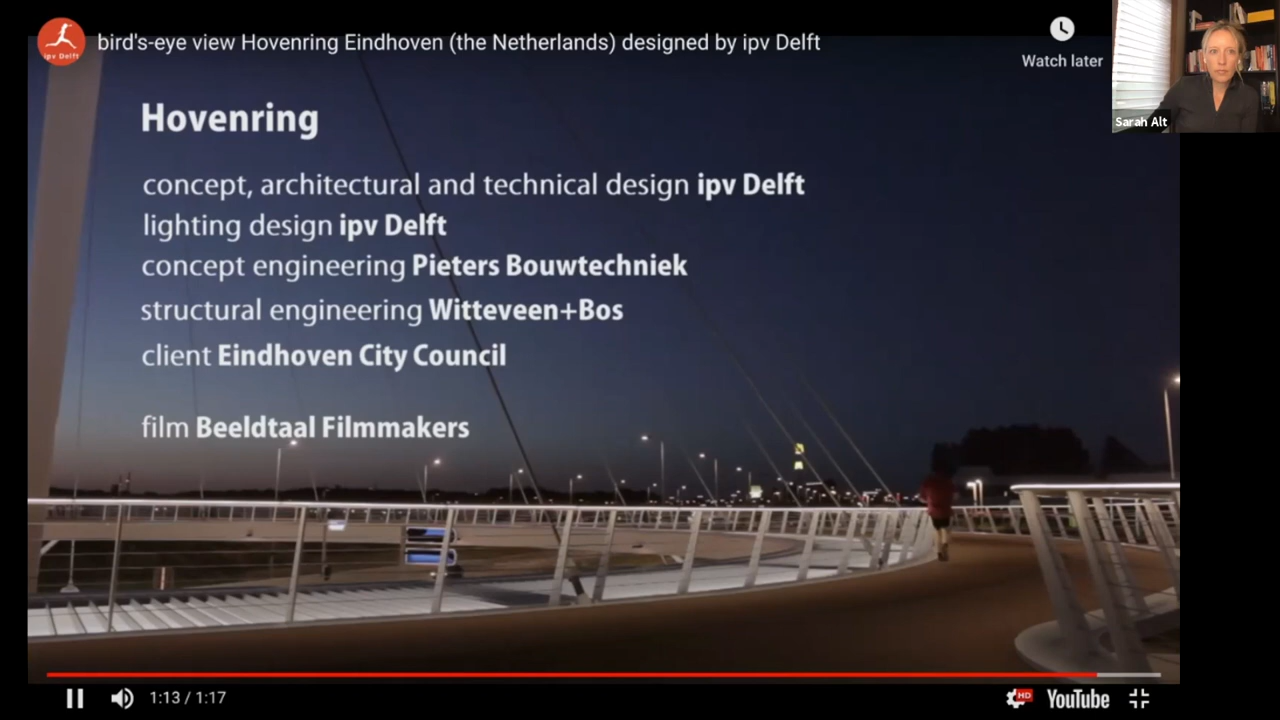 ipv Delft
bird's-eye view Hovenring Eindhoven (the Netherlands) designed by ipv Delft
Watch later
Sarah Alt
Hovenring
concept, architectural and technical design ipv Delft
lighting design ipv Delft
concept engineering Pieters Bouwtechniek
structural engineering Witteveen+Bos
client Eindhoven City Council
film Beeldtaal Filmmakers
1:13 / 1:17
HD
YouTube